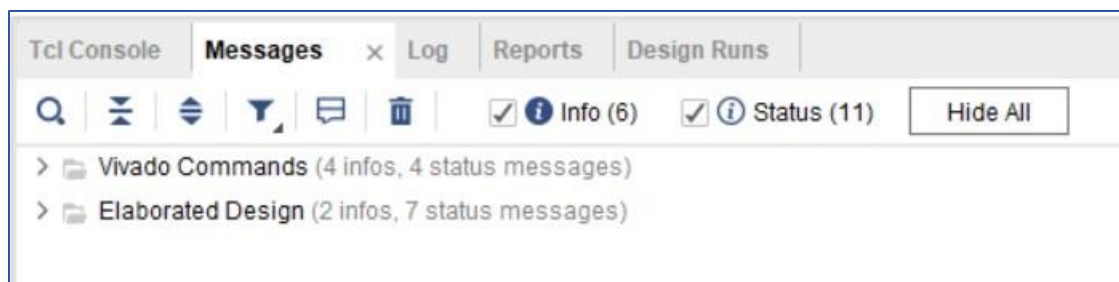 Tcl Console Messages × Log Reports Design Runs
Info (6) Status (11) Hide All
Vivado Commands (4 infos, 4 status messages)
Elaborated Design (2 infos, 7 status messages)